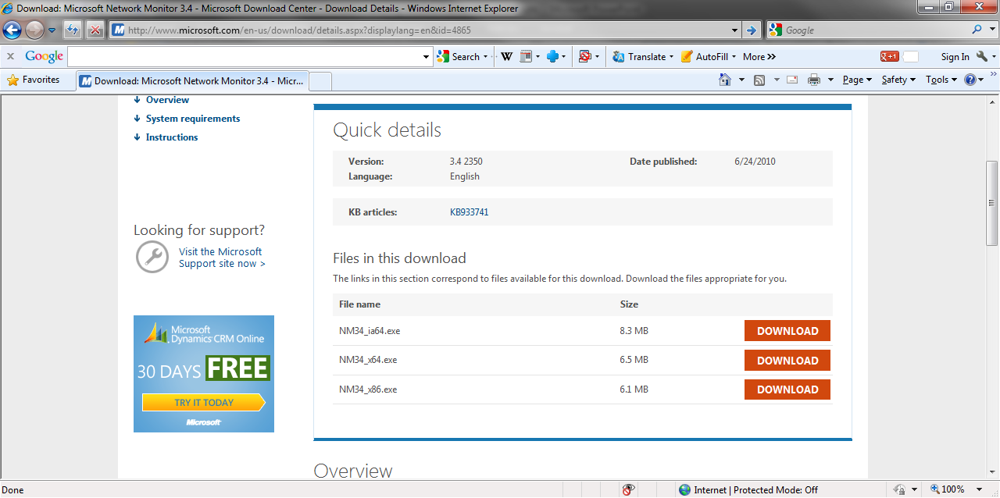 Download: Microsoft Network Monitor 3.4 - Microsoft Download Center - Download Details - Windows Internet Explorer
http://www.microsoft.com/en-us/download/details.aspx?displaylang=en&id=4865
Google
Google
Search
W
Translate
AutoFill
More
g+1
Sign In
Favorites
Download: Microsoft Network Monitor 3.4 - Micr...
Page
Safety
Tools
Overview
System requirements
Instructions
Looking for support?
Visit the Microsoft
Support site now >
Microsoft
Dynamics CRM Online
30 DAYS FREE
TRY IT TODAY
Microsoft
Quick details
Version: 3.4 2350 Date published: 6/24/2010
Language: English
KB articles: KB933741
Files in this download
The links in this section correspond to files available for this download. Download the files appropriate for you.
File name Size
NM34_ia64.exe 8.3 MB DOWNLOAD
NM34_x64.exe 6.5 MB DOWNLOAD
NM34_x86.exe 6.1 MB DOWNLOAD
Overview
Done
Internet | Protected Mode: Off
100%